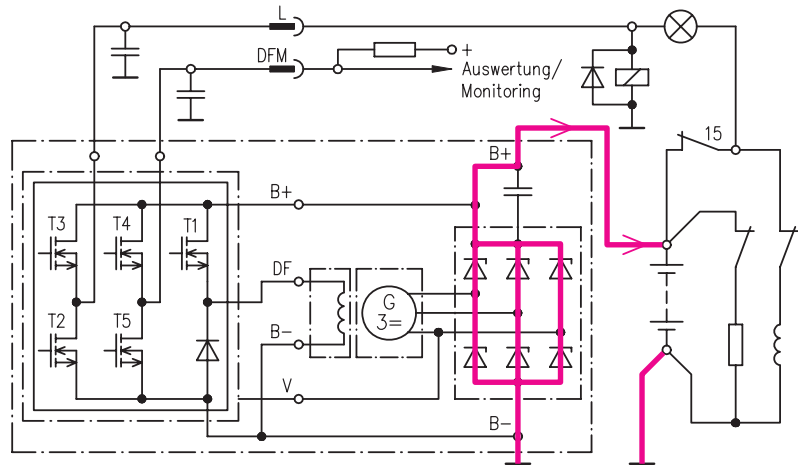 L
DFM
+
Auswertung/
Monitoring
15
B+
B+
T3 T4 T1
DF
G
3=
T2 T5
B-
V
B-